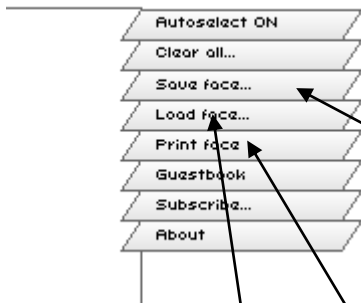 Autoselect ON
Clear all...
Save face...
Load face...
Print face
Guestbook
Subscribe...
About